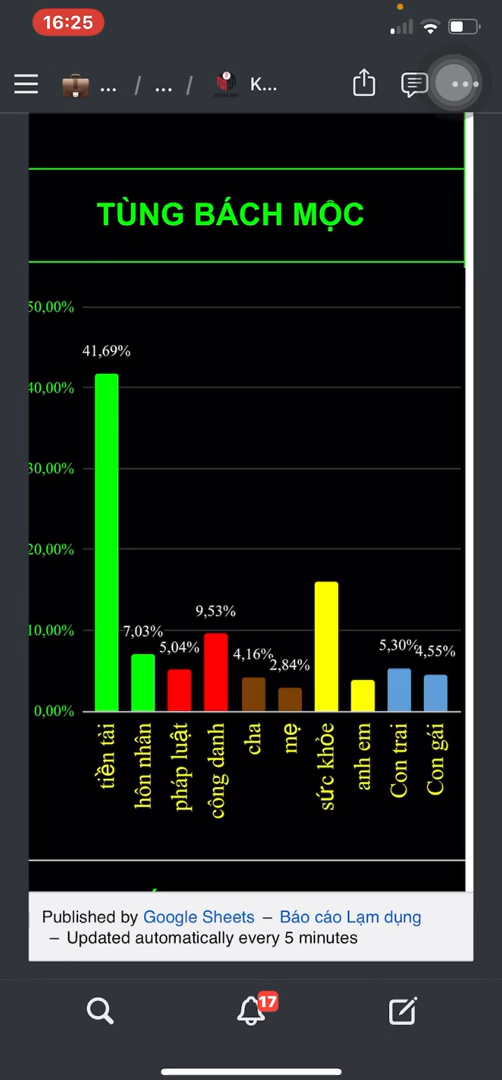 16:25
... / ... / K...
TÙNG BÁCH MỘC
50,00%
41,69%
40,00%
30,00%
20,00%
10,00%
7,03%
5,04%
9,53%
4,16%
2,84%
5,30%
4,55%
0,00%
tiền tài
hôn nhân
pháp luật
công danh
cha
mẹ
sức khỏe
anh em
Con trai
Con gái
Published by Google Sheets – Báo cáo Lạm dụng
– Updated automatically every 5 minutes
17